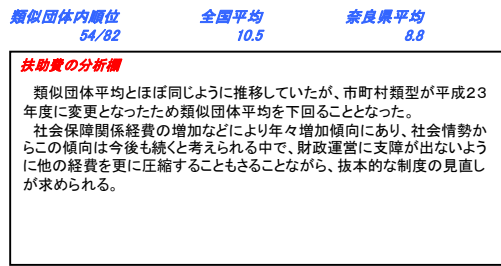 類似団体内順位 全国平均 奈良県平均
54/82 10.5 8.8
扶助費の分析欄
類似団体平均とほぼ同じように推移していたが、市町村類型が平成23
年度に変更となったため類似団体平均を下回ることとなった。
社会保障関係経費の増加などにより年々増加傾向にあり、社会情勢か
らこの傾向は今後も続くと考えられる中で、財政運営に支障が出ないよう
に他の経費を更に圧縮することもさることながら、抜本的な制度の見直し
が求められる。